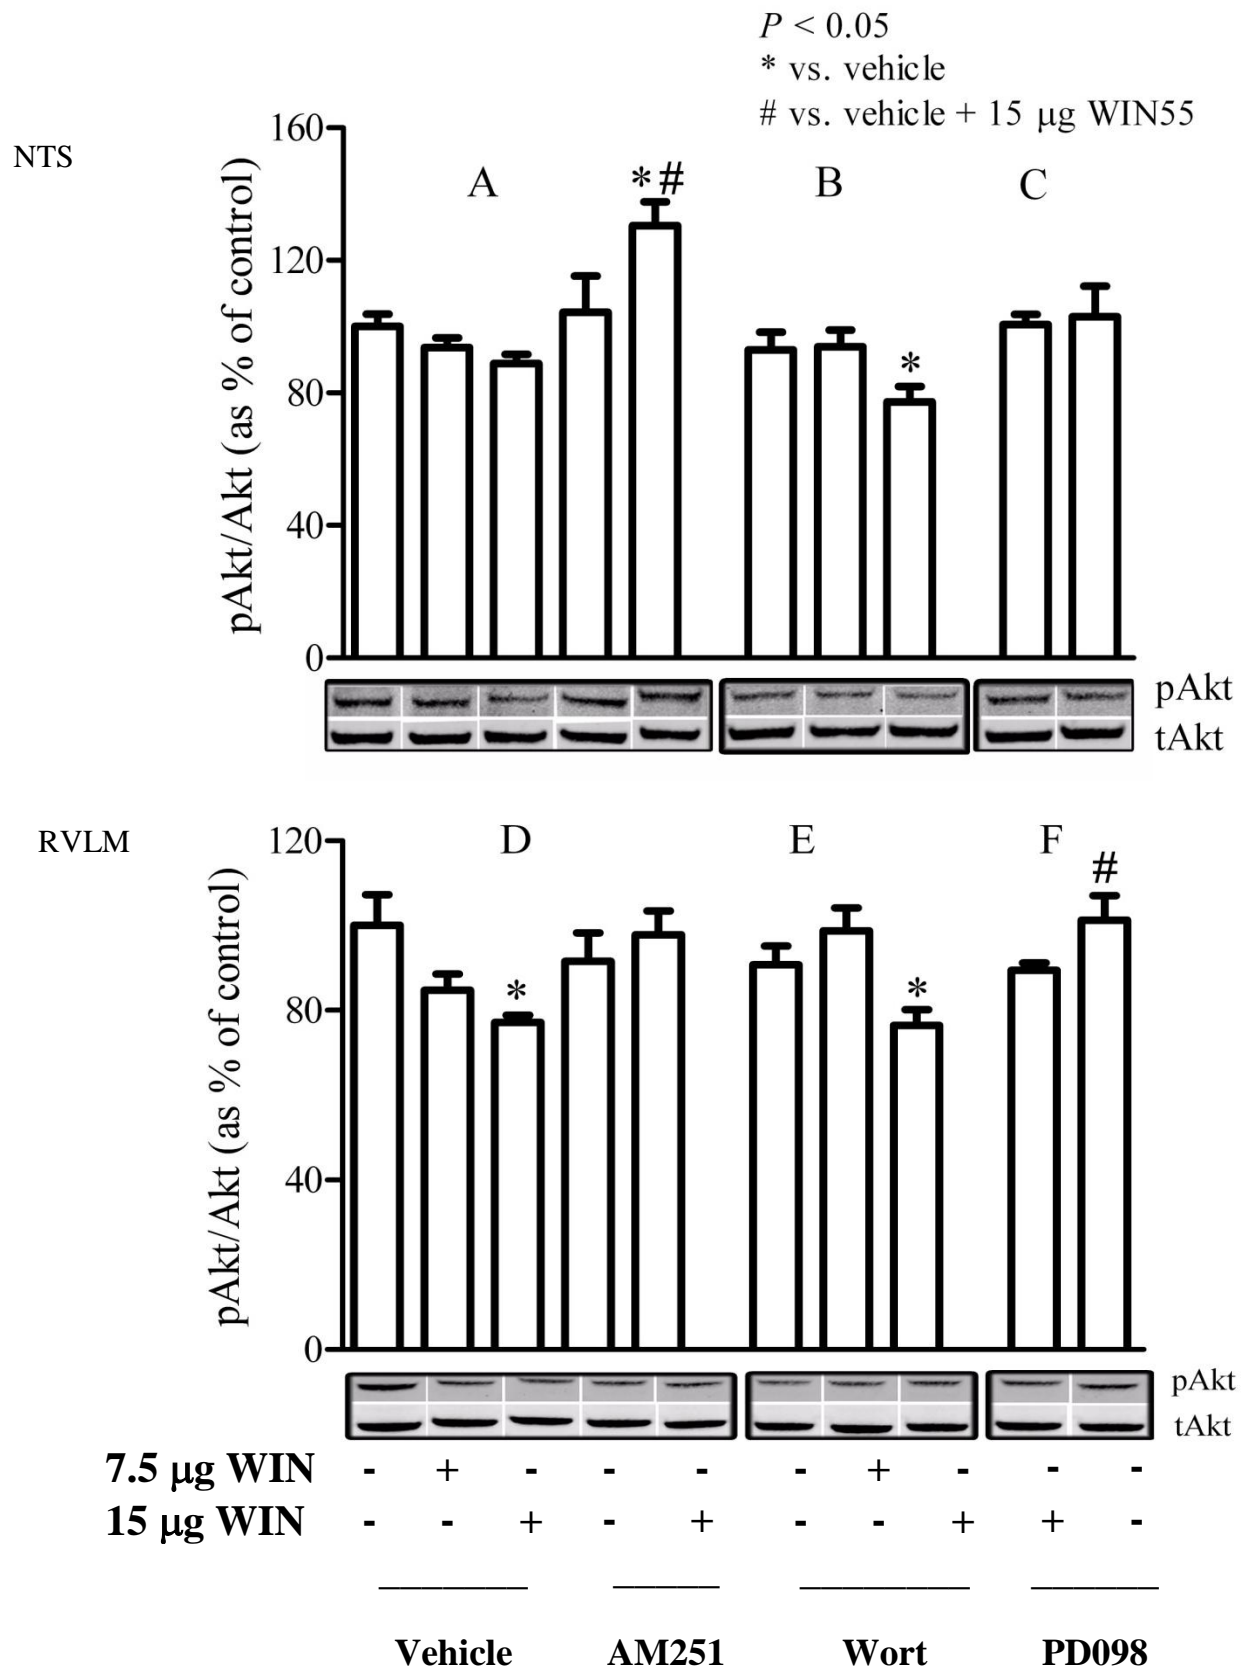 P < 0.05
* vs. vehicle
# vs. vehicle + 15 μg WIN55
NTS
pAkt/Akt (as % of control)
160
120
80
40
0
A
* #
B
*
C
pAkt
tAkt
RVLM
pAkt/Akt (as % of control)
120
80
40
0
D
*
E
*
F
#
pAkt
tAkt
7.5 μg WIN - + - - - - + - - -
15 μg WIN - - + - + - - + + -
Vehicle AM251 Wort PD098